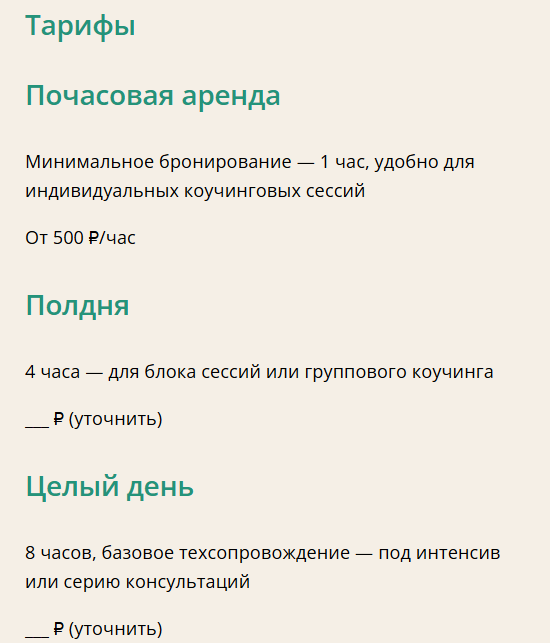 Тарифы
Почасовая аренда
Минимальное бронирование — 1 час, удобно для
индивидуальных коучинговых сессий
От 500 ₽/час
Полдня
4 часа — для блока сессий или группового коучинга
___ ₽ (уточнить)
Целый день
8 часов, базовое техсопровождение — под интенсив
или серию консультаций
___ ₽ (уточнить)